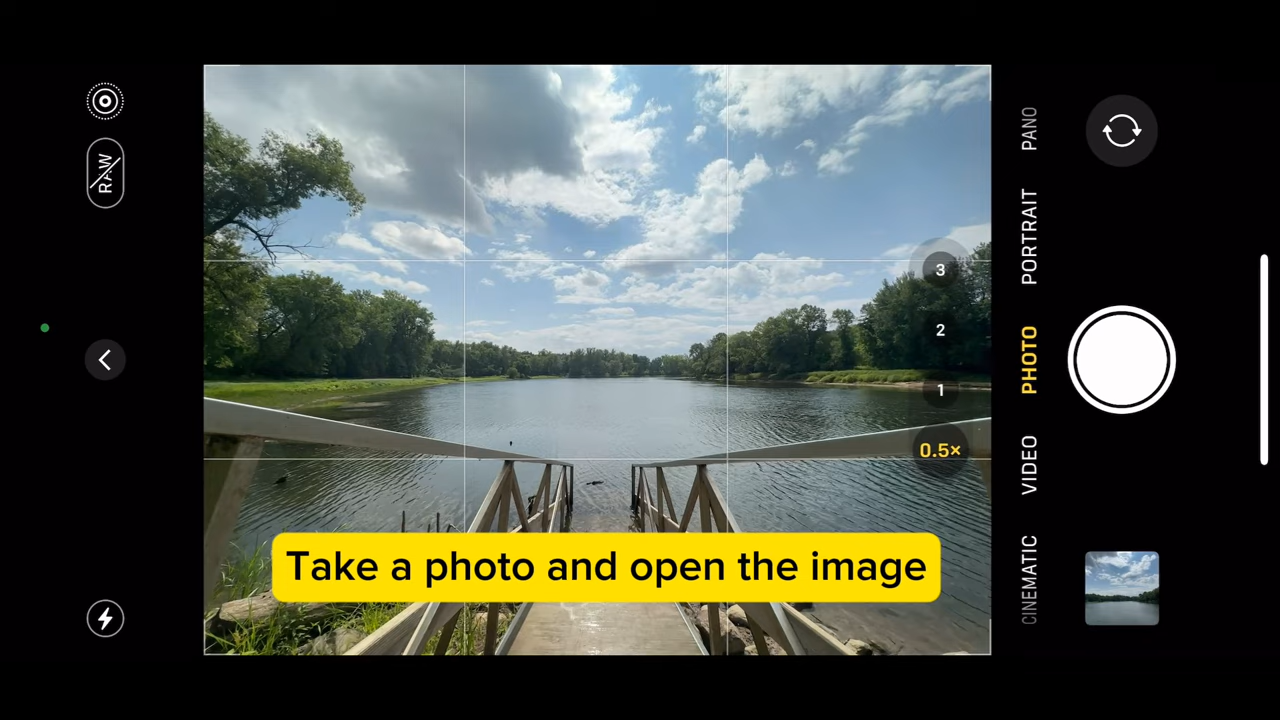 RAW
3
2
1
0.5×
PANO
PORTRAIT
PHOTO
VIDEO
CINEMATIC
Take a photo and open the image